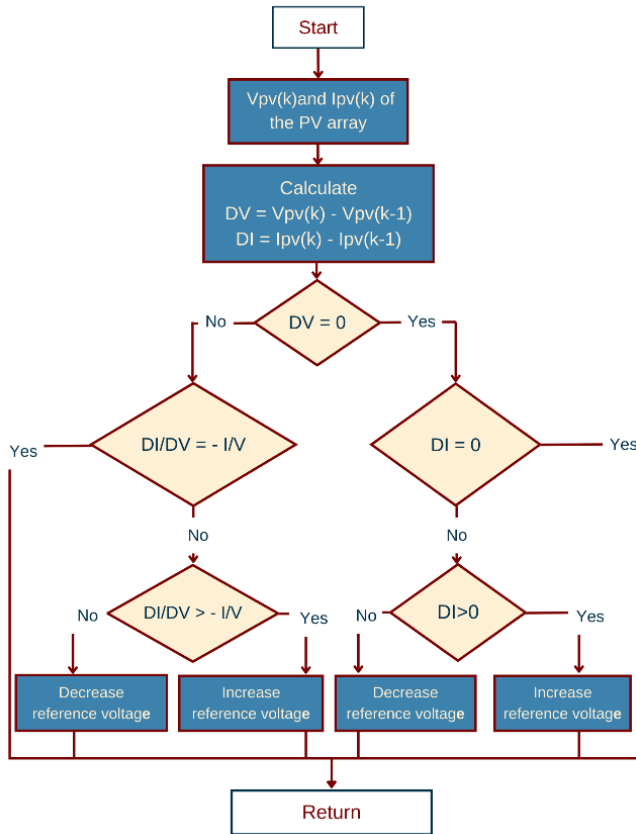 Start
Vpv(k)and Ipv(k) of
the PV array
Calculate
DV = Vpv(k) - Vpv(k-1)
DI = Ipv(k) - Ipv(k-1)
No
DV = 0
Yes
Yes
DI/DV = - I/V
DI = 0
Yes
No
No
No
DI/DV > - I/V
Yes
No
DI>0
Yes
Decrease
reference voltage
Increase
reference voltage
Decrease
reference voltage
Increase
reference voltage
Return